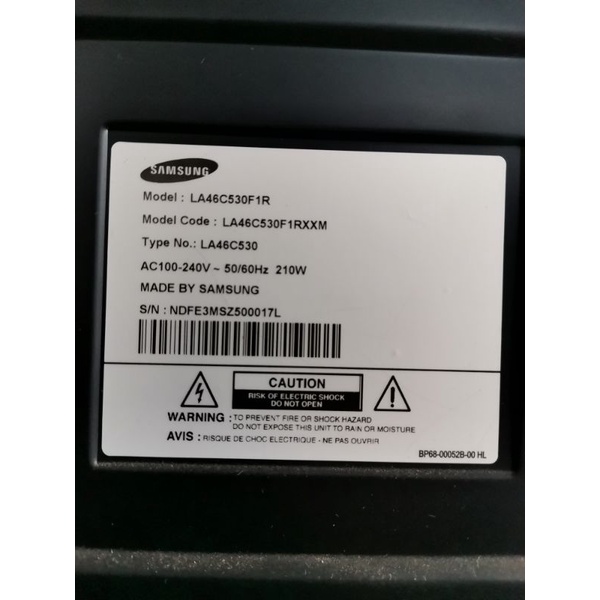 SAMSUNG
Model : LA46C530F1R
Model Code : LA46C530F1RXXM
Type No.: LA46C530
AC100-240V ~ 50/60Hz 210W
MADE BY SAMSUNG
S/N : NDFE3MSZ500017L
CAUTION
RISK OF ELECTRIC SHOCK
DO NOT OPEN
WARNING : TO PREVENT FIRE OR SHOCK HAZARD
DO NOT EXPOSE THIS UNIT TO RAIN OR MOISTURE
AVIS : RISQUE DE CHOC ELECTRIQUE - NE PAS OUVRIR
BP68-00052B-00 HL